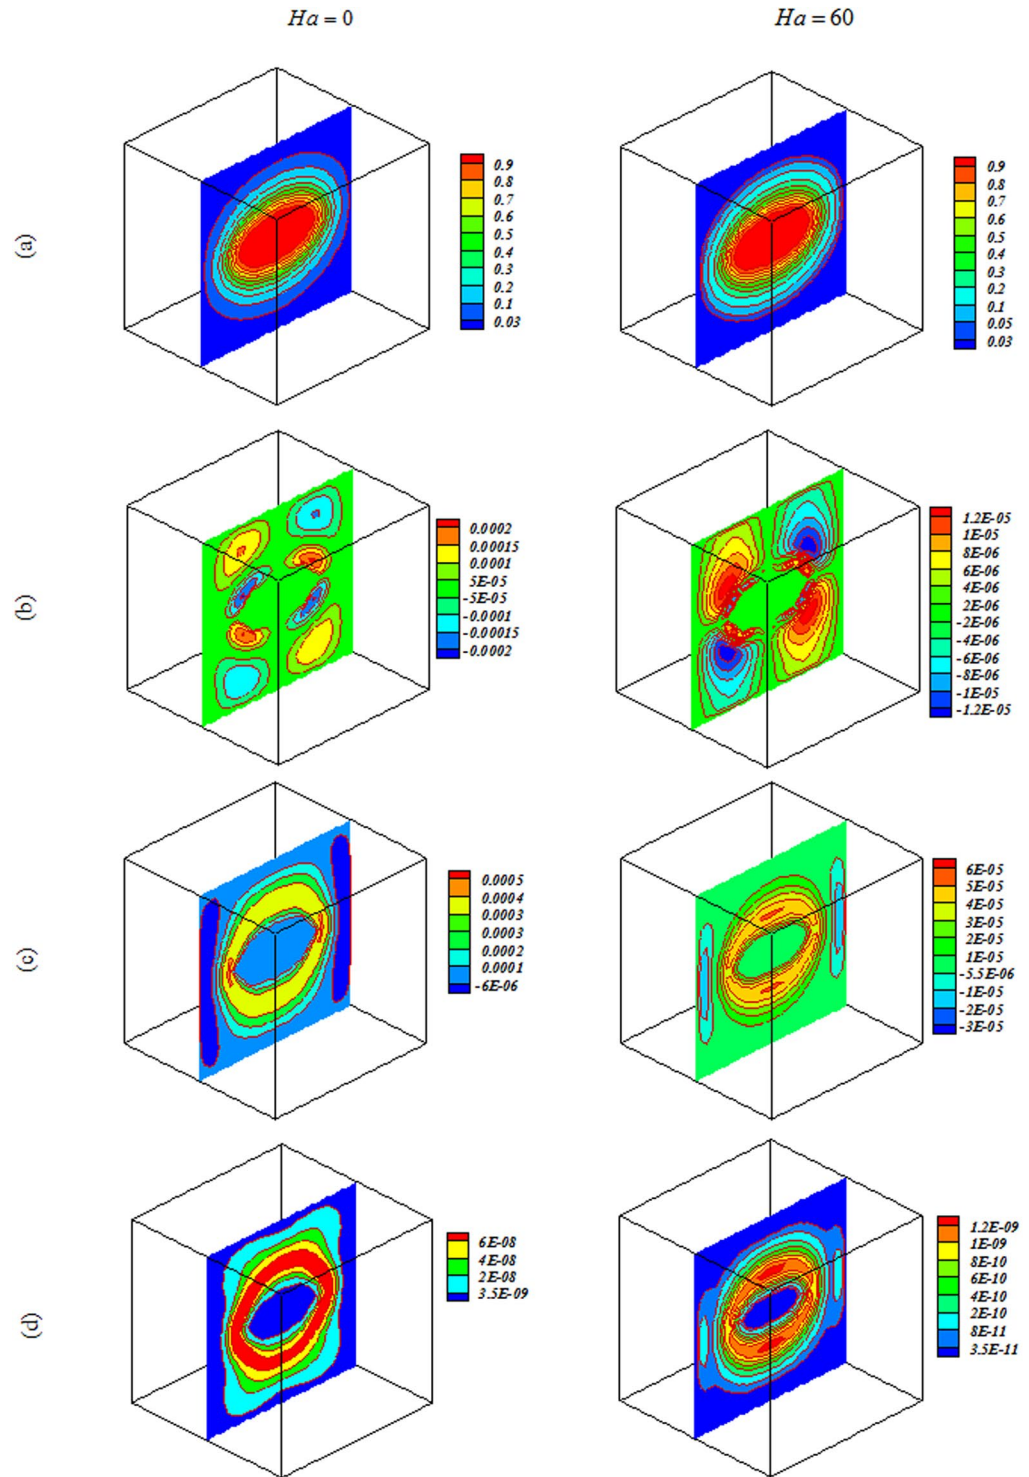 Ha = 0
Ha = 60
(a)
0.9
0.8
0.7
0.6
0.5
0.4
0.3
0.2
0.1
0.03
0.9
0.8
0.7
0.6
0.5
0.4
0.3
0.2
0.1
0.05
0.03
(b)
0.0002
0.00015
0.0001
5E-05
-5E-05
-0.0001
-0.00015
-0.0002
1.2E-05
1E-05
8E-06
6E-06
4E-06
2E-06
-2E-06
-4E-06
-6E-06
-8E-06
-1E-05
-1.2E-05
(c)
0.0005
0.0004
0.0003
0.0003
0.0002
0.0001
-6E-06
6E-05
5E-05
4E-05
3E-05
2E-05
1E-05
-5.5E-06
-1E-05
-2E-05
-3E-05
(d)
6E-08
4E-08
2E-08
3.5E-09
1.2E-09
1E-09
8E-10
6E-10
4E-10
2E-10
8E-11
3.5E-11